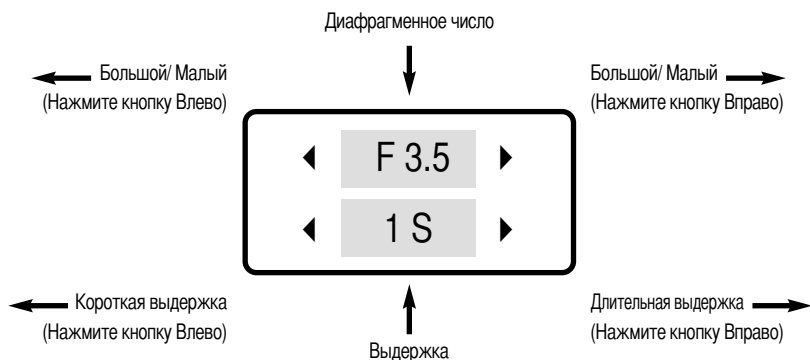 Диафрагменное число
Большой/ Малый
(Нажмите кнопку Влево)
Большой/ Малый
(Нажмите кнопку Вправо)
F 3.5
1 S
Короткая выдержка
(Нажмите кнопку Влево)
Длительная выдержка
(Нажмите кнопку Вправо)
Выдержка